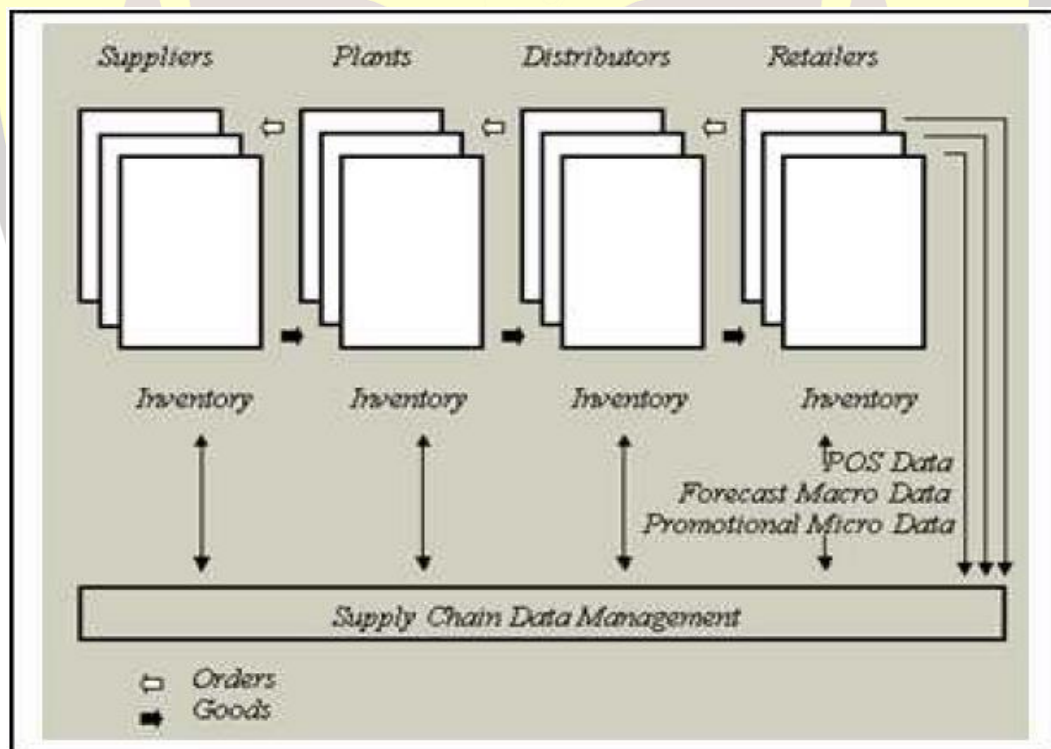 Suppliers Plants Distributors Retailers
Inventory Inventory Inventory Inventory
POS Data
Forecast Macro Data
Promotional Micro Data
Supply Chain Data Management
Orders
Goods